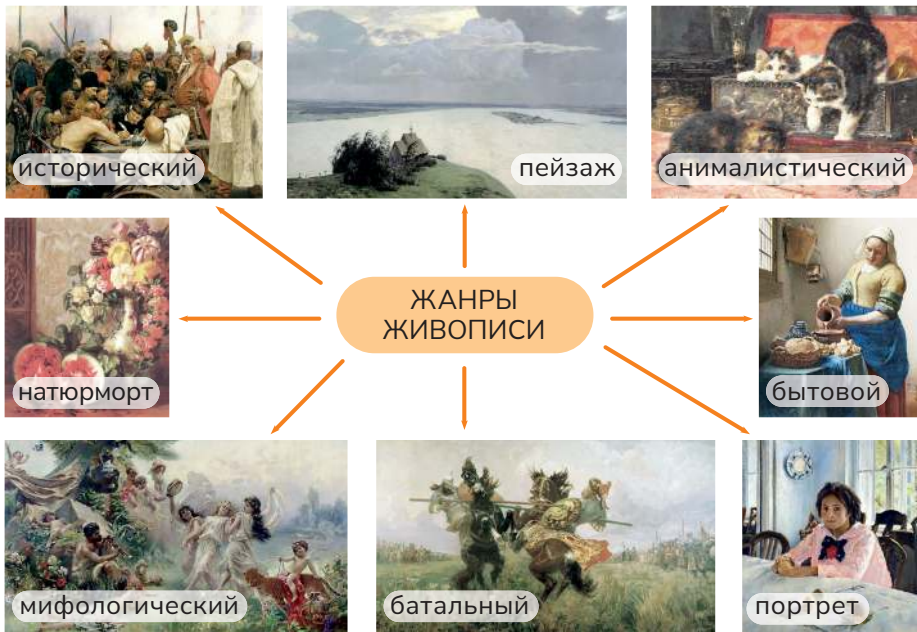 исторический
пейзаж
анималистический
ЖАНРЫ
ЖИВОПИСИ
натюрморт
бытовой
мифологический
батальный
портрет